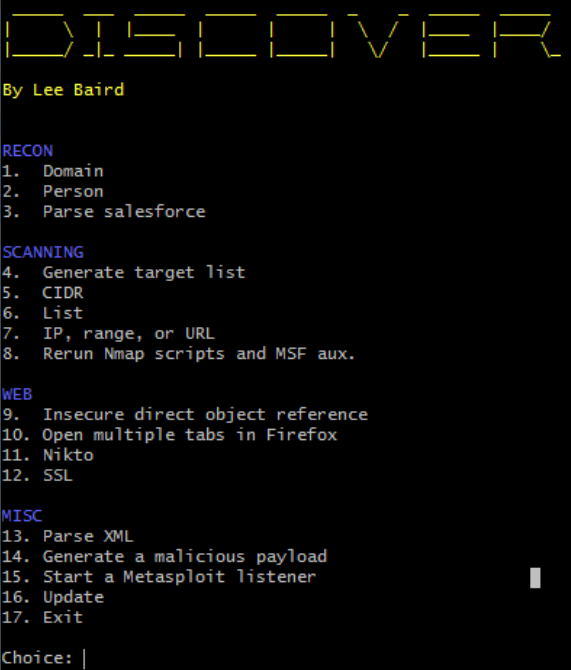 DISCOVER
By Lee Baird
RECON
1. Domain
2. Person
3. Parse salesforce
SCANNING
4. Generate target list
5. CIDR
6. List
7. IP, range, or URL
8. Rerun Nmap scripts and MSF aux.
WEB
9. Insecure direct object reference
10. Open multiple tabs in Firefox
11. Nikto
12. SSL
MISC
13. Parse XML
14. Generate a malicious payload
15. Start a Metasploit listener
16. Update
17. Exit
Choice: